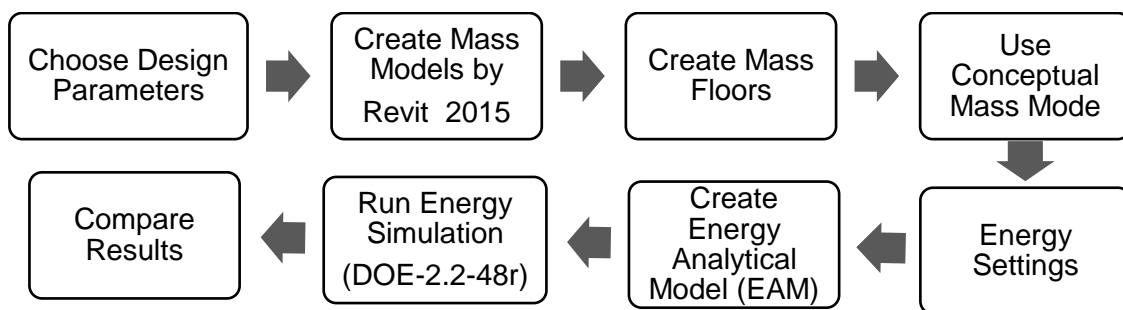 Choose Design
Parameters
Create Mass
Models by
Revit 2015
Create Mass
Floors
Use
Conceptual
Mass Mode
Energy
Settings
Create
Energy
Analytical
Model (EAM)
Run Energy
Simulation
(DOE-2.2-48r)
Compare
Results